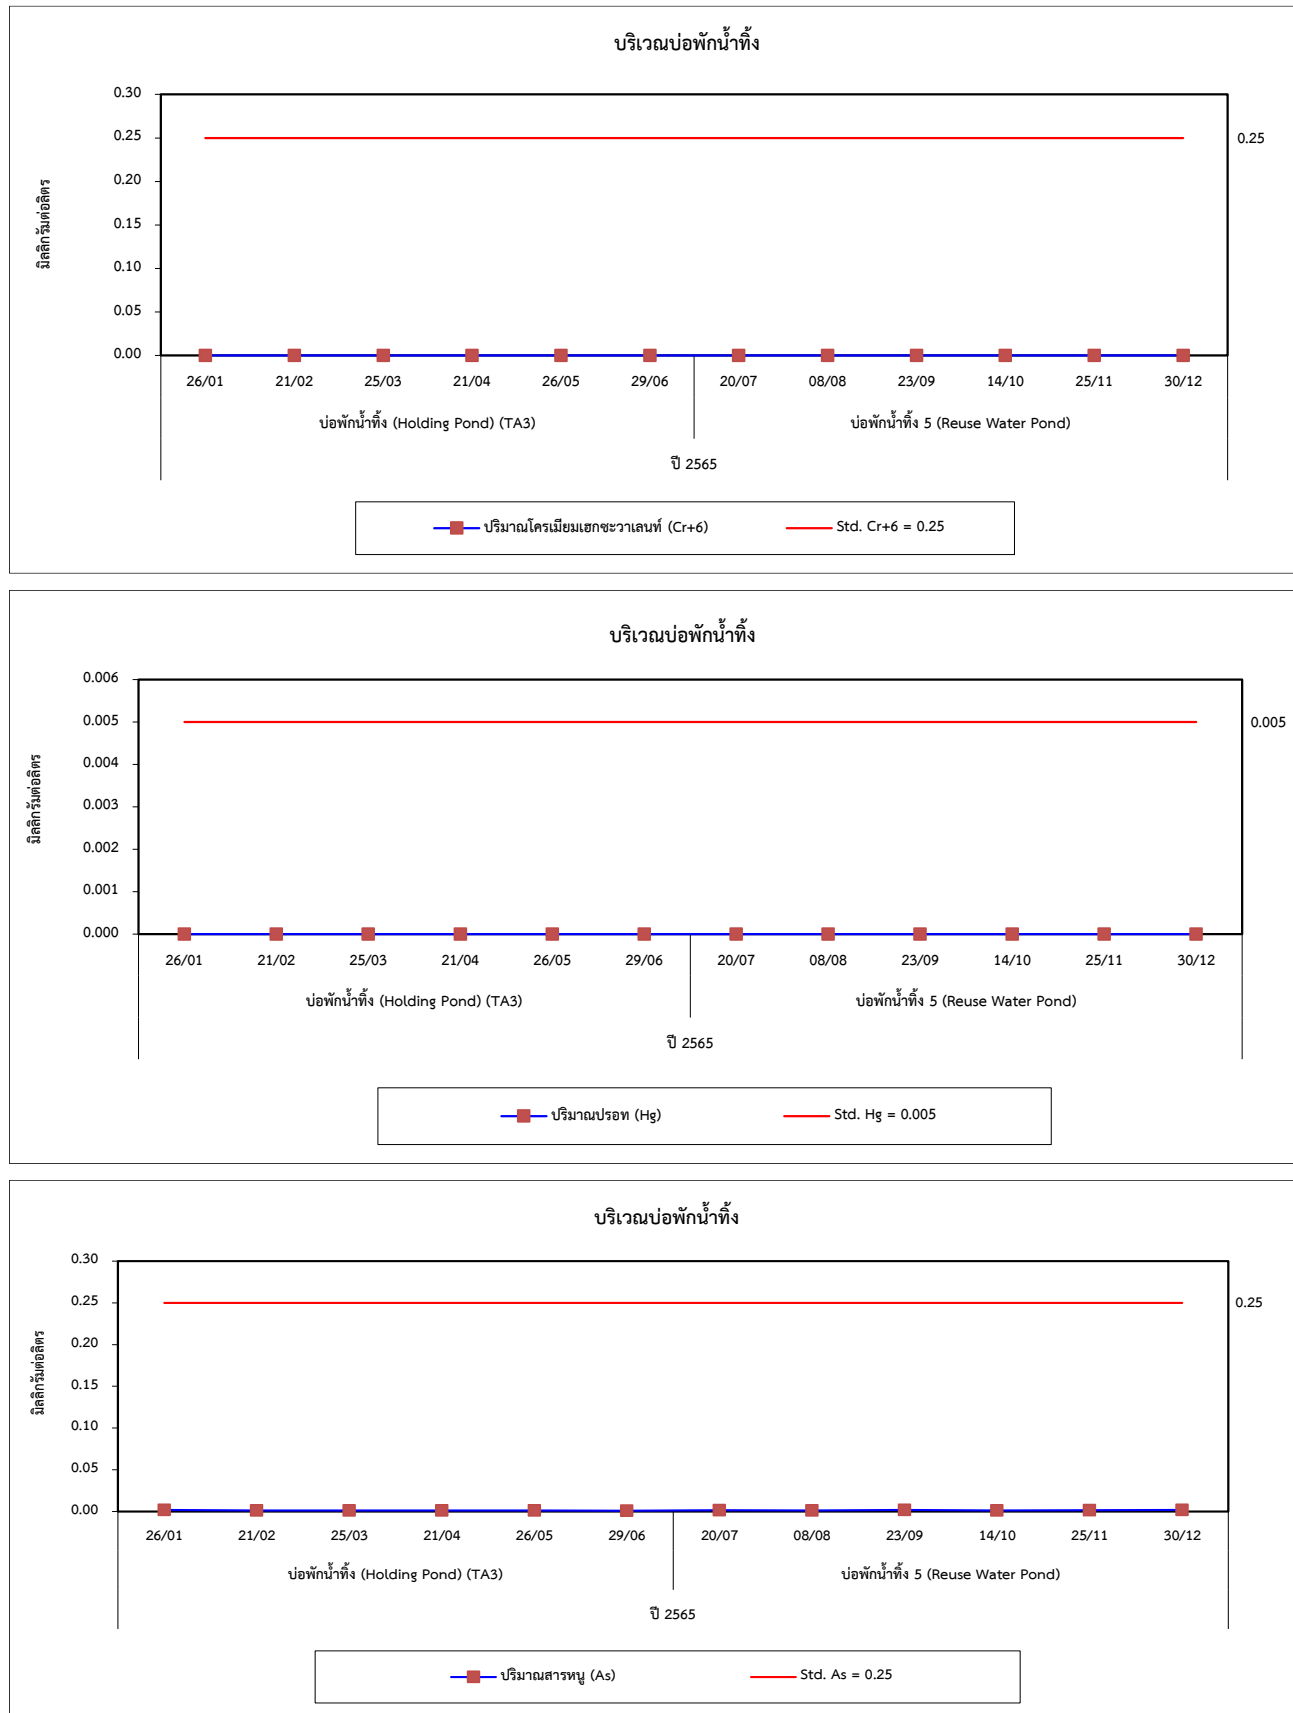 บริเวณบ่อพักน้ำทิ้ง
0.30
0.25
0.20
0.15
0.10
0.05
0.00
มิลลิกรัมต่อลิตร
0.25
26/01 21/02 25/03 21/04 26/05 29/06 20/07 08/08 23/09 14/10 25/11 30/12
บ่อพักน้ำทิ้ง (Holding Pond) (TA3) บ่อพักน้ำทิ้ง 5 (Reuse Water Pond)
ปี 2565
ปริมาณโครเมียมเฮกซะวาเลนท์ (Cr+6) Std. Cr+6 = 0.25
บริเวณบ่อพักน้ำทิ้ง
0.006
0.005
0.004
0.003
0.002
0.001
0.000
มิลลิกรัมต่อลิตร
0.005
26/01 21/02 25/03 21/04 26/05 29/06 20/07 08/08 23/09 14/10 25/11 30/12
บ่อพักน้ำทิ้ง (Holding Pond) (TA3) บ่อพักน้ำทิ้ง 5 (Reuse Water Pond)
ปี 2565
ปริมาณปรอท (Hg) Std. Hg = 0.005
บริเวณบ่อพักน้ำทิ้ง
0.30
0.25
0.20
0.15
0.10
0.05
0.00
มิลลิกรัมต่อลิตร
0.25
26/01 21/02 25/03 21/04 26/05 29/06 20/07 08/08 23/09 14/10 25/11 30/12
บ่อพักน้ำทิ้ง (Holding Pond) (TA3) บ่อพักน้ำทิ้ง 5 (Reuse Water Pond)
ปี 2565
ปริมาณสารหนู (As) Std. As = 0.25